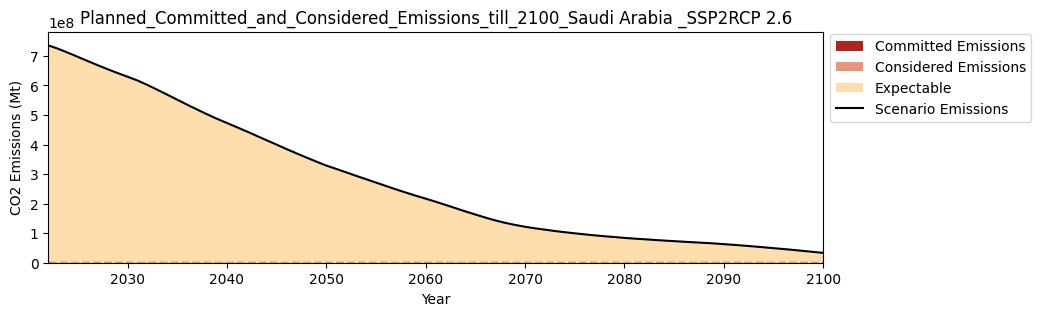 Planned_Committed_and_Considered_Emissions_till_2100_Saudi Arabia _SSP2RCP 2.6
1e8
7
6
5
4
3
2
1
0
CO2 Emissions (Mt)
2030 2040 2050 2060 2070 2080 2090 2100
Year
Committed Emissions
Considered Emissions
Expectable
Scenario Emissions